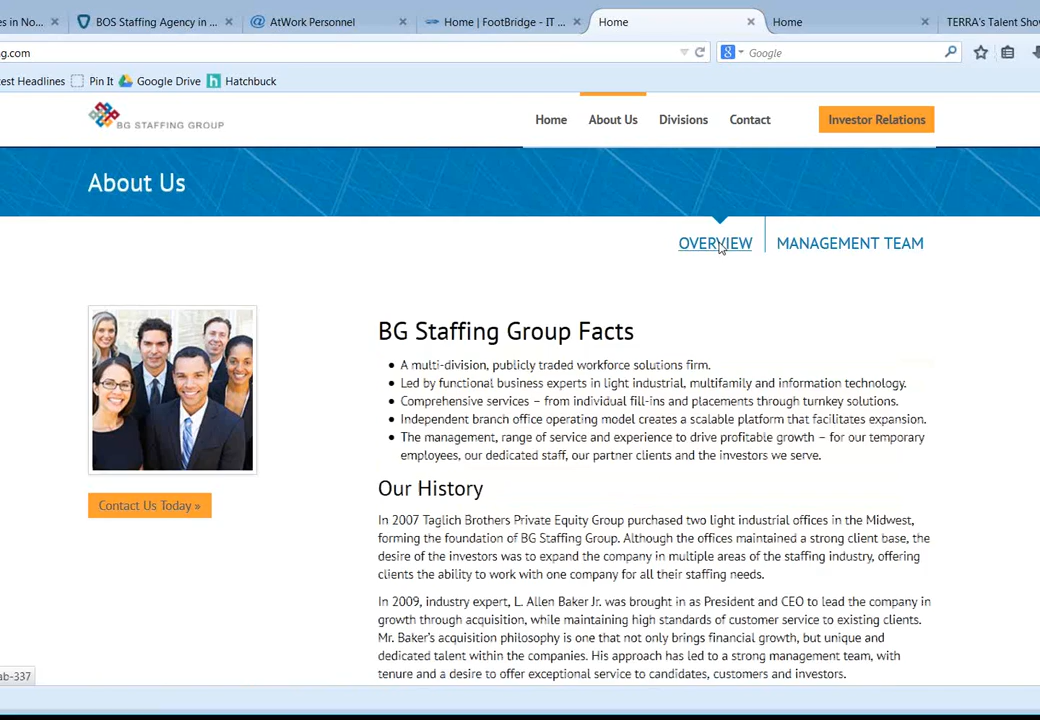 es in No...
BOS Staffing Agency in ...
AtWork Personnel
Home | FootBridge - IT ...
Home
Home
TERRA's Talent Sho
g.com
Google
est Headlines
Pin It
Google Drive
Hatchbuck
BG STAFFING GROUP
Home
About Us
Divisions
Contact
Investor Relations
About Us
OVERVIEW
MANAGEMENT TEAM
BG Staffing Group Facts
A multi-division, publicly traded workforce solutions firm.
Led by functional business experts in light industrial, multifamily and information technology.
Comprehensive services – from individual fill-ins and placements through turnkey solutions.
Independent branch office operating model creates a scalable platform that facilitates expansion.
The management, range of service and experience to drive profitable growth – for our temporary
employees, our dedicated staff, our partner clients and the investors we serve.
Contact Us Today »
Our History
In 2007 Taglich Brothers Private Equity Group purchased two light industrial offices in the Midwest,
forming the foundation of BG Staffing Group. Although the offices maintained a strong client base, the
desire of the investors was to expand the company in multiple areas of the staffing industry, offering
clients the ability to work with one company for all their staffing needs.
In 2009, industry expert, L. Allen Baker Jr. was brought in as President and CEO to lead the company in
growth through acquisition, while maintaining high standards of customer service to existing clients.
Mr. Baker's acquisition philosophy is one that not only brings financial growth, but unique and
dedicated talent within the companies. His approach has led to a strong management team, with
tenure and a desire to offer exceptional service to candidates, customers and investors.
ab-337